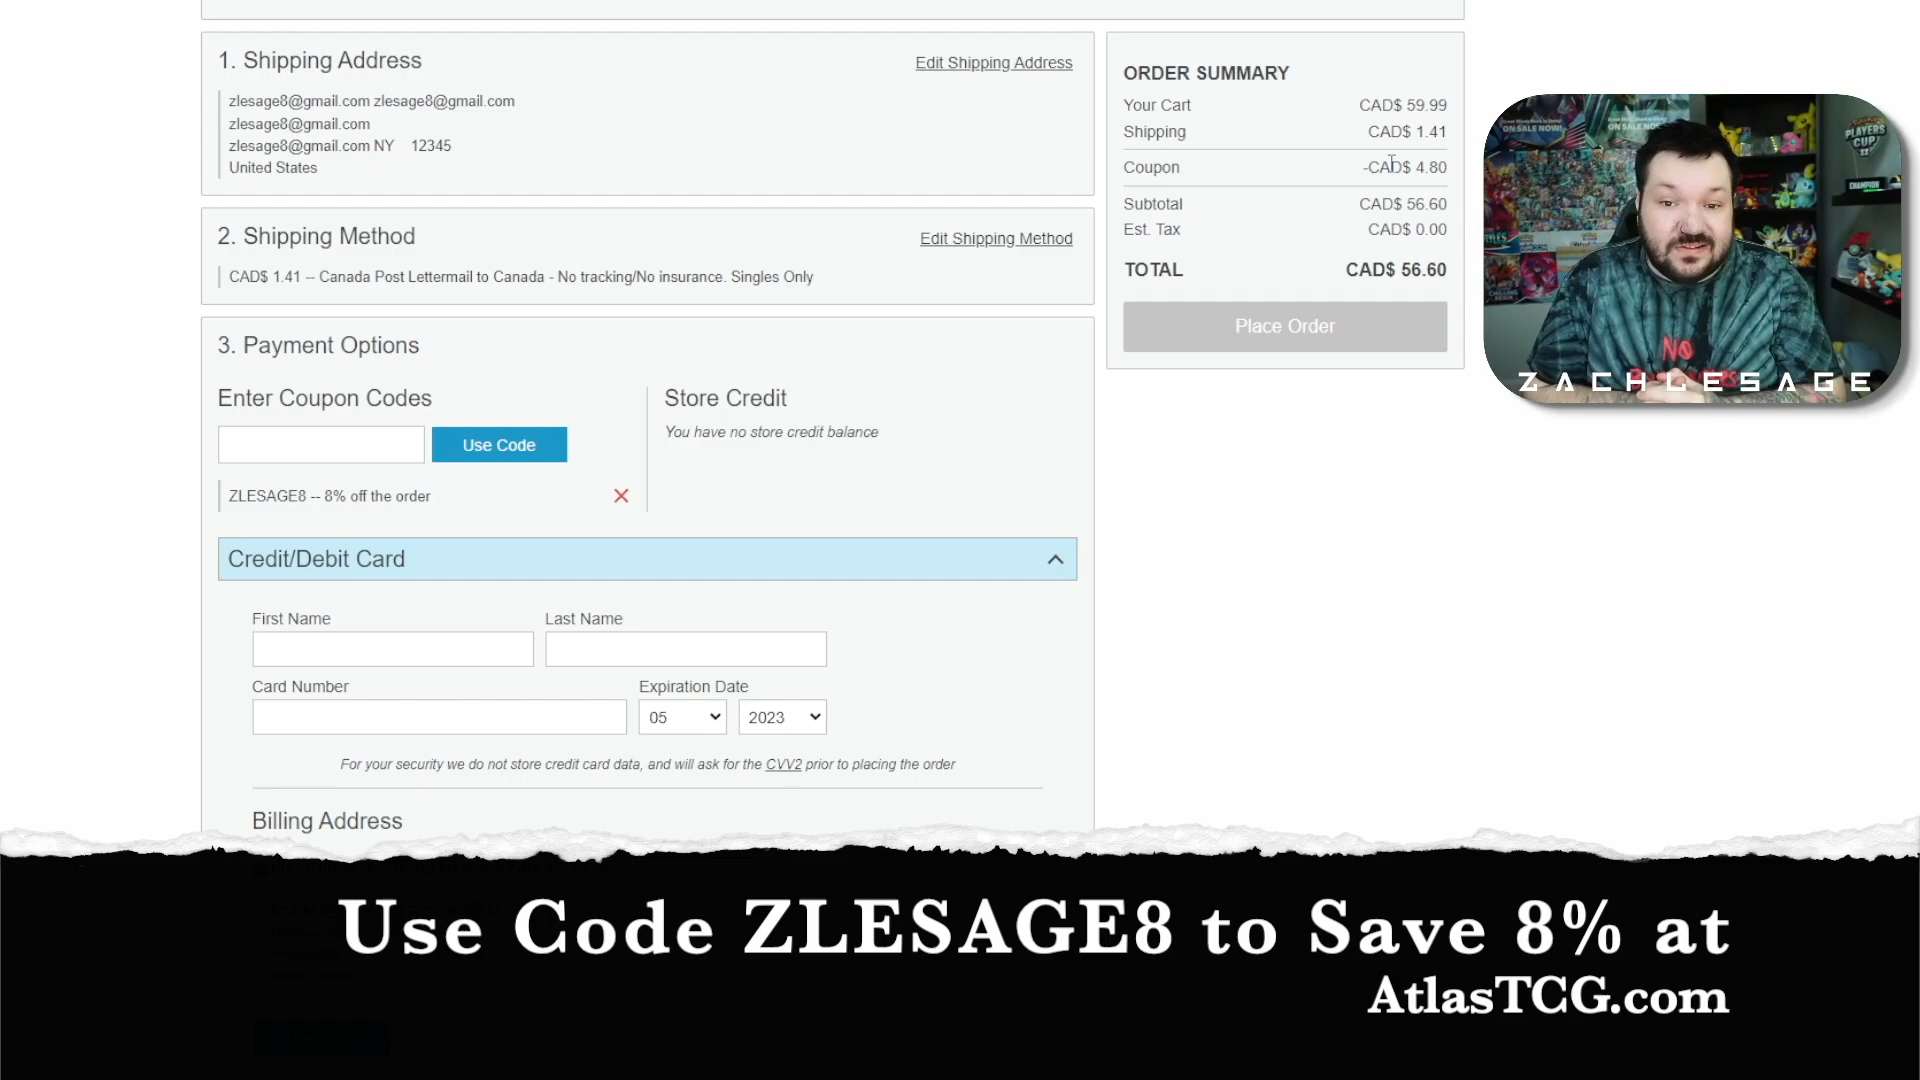 1. Shipping Address
Edit Shipping Address
zlesage8@gmail.com zlesage8@gmail.com
zlesage8@gmail.com
zlesage8@gmail.com NY 12345
United States
2. Shipping Method
Edit Shipping Method
CAD$ 1.41 -- Canada Post Lettermail to Canada - No tracking/No insurance. Singles Only
3. Payment Options
Enter Coupon Codes
Use Code
ZLESAGE8 -- 8% off the order
Store Credit
You have no store credit balance
Credit/Debit Card
First Name
Last Name
Card Number
Expiration Date
05
2023
For your security we do not store credit card data, and will ask for the CVV2 prior to placing the order
Billing Address
ORDER SUMMARY
Your Cart CAD$ 59.99
Shipping CAD$ 1.41
Coupon -CAD$ 4.80
Subtotal CAD$ 56.60
Est. Tax CAD$ 0.00
TOTAL CAD$ 56.60
Place Order
ON SALE NOW!
PLAYERS
CUP
CHAMPION
No
ZACHLESAGE
Use Code ZLESAGE8 to Save 8% at
AtlasTCG.com